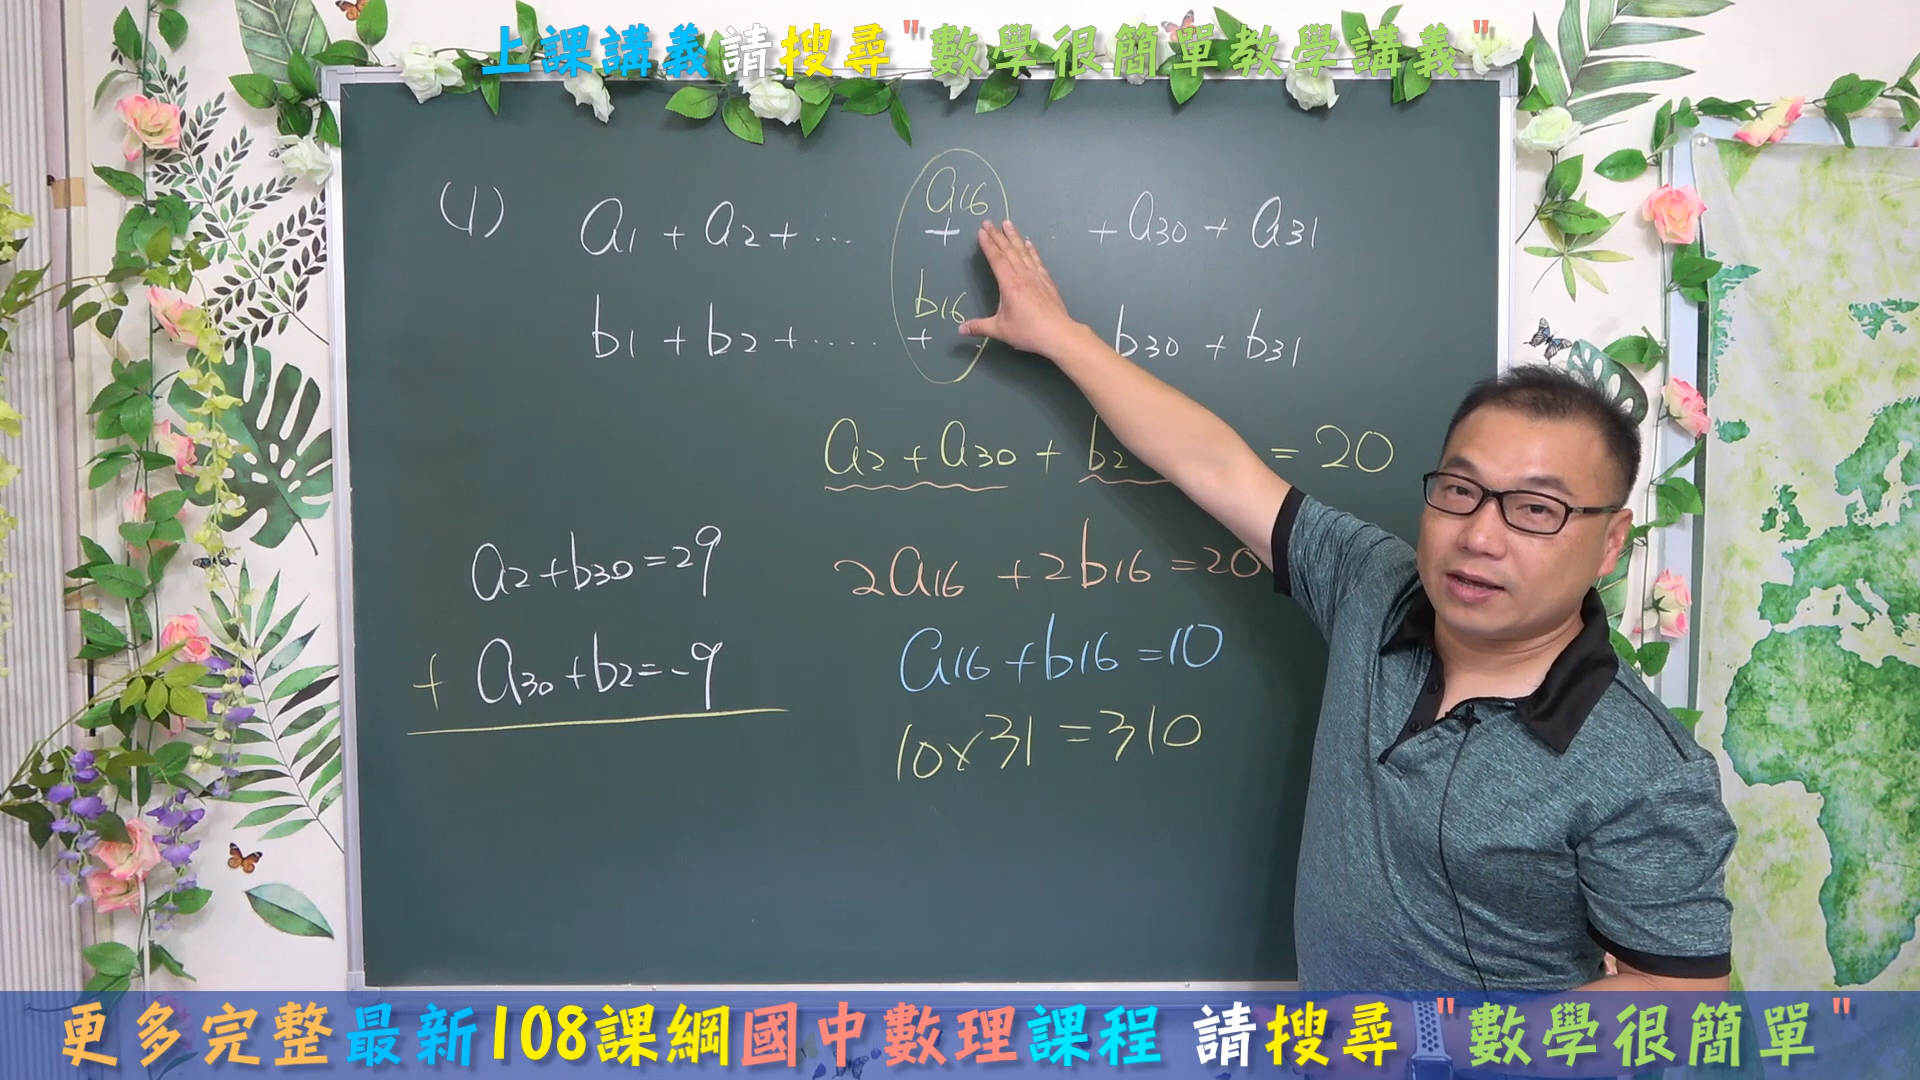 上課講義請搜尋"數學很簡單教學講義"
(1) a1 + a2 + ... a16 + ... + a30 + a31
b1 + b2 + .... b16 + b30 + b31
a2 + a30 + b2 = 20
a2 + b30 = 29
2a16 + 2b16 = 20
+ a30 + b2 = -9
a16 + b16 = 10
10x31 = 310
更多完整最新108課綱國中數理課程 請搜尋 "數學很簡單"